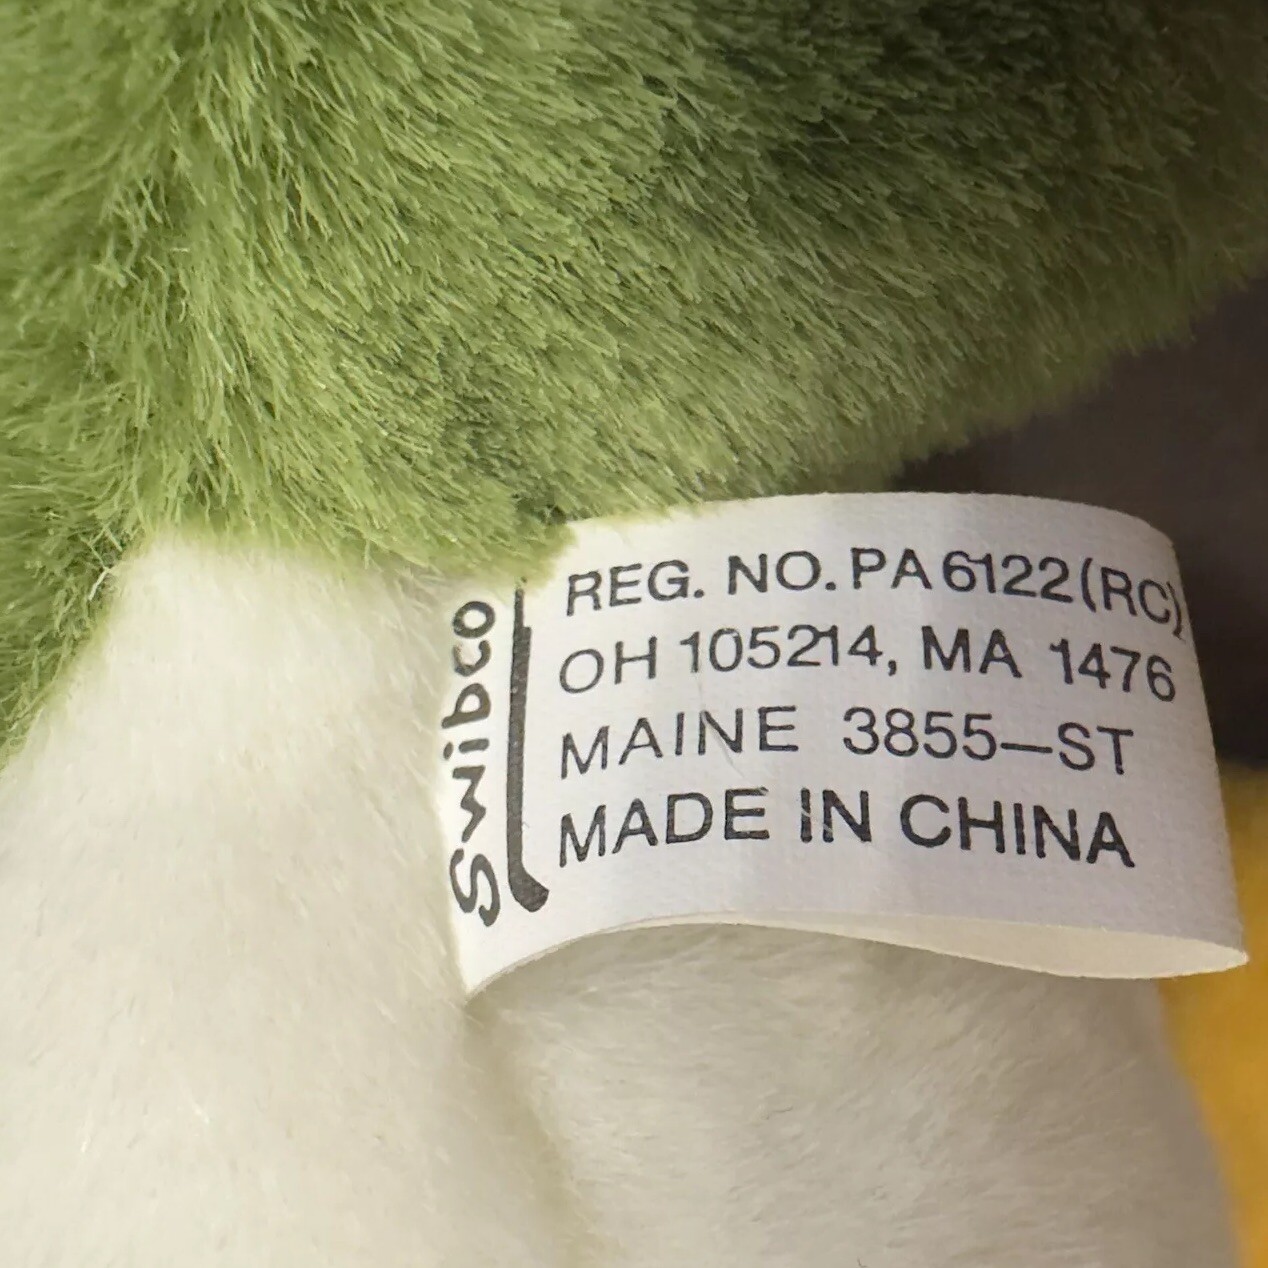 Swibco
REG. NO. PA 6122 (RC)
OH 105214, MA 1476
MAINE 3855-ST
MADE IN CHINA